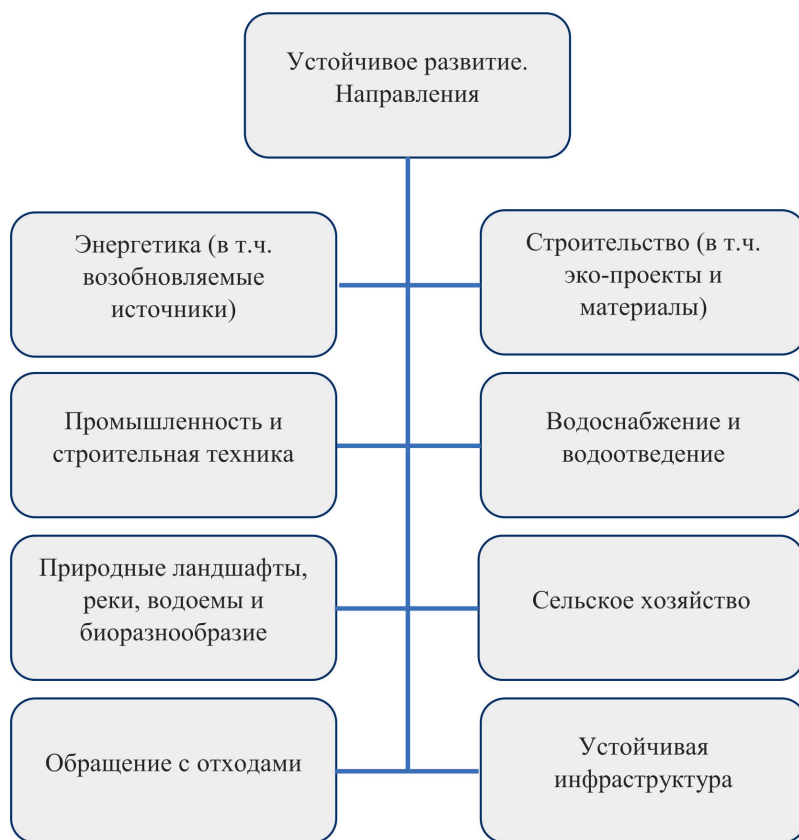 Устойчивое развитие.
Направления
Энергетика (в т.ч.
возобновляемые
источники)
Строительство (в т.ч.
эко-проекты и
материалы)
Промышленность и
строительная техника
Водоснабжение и
водоотведение
Природные ландшафты,
реки, водоемы и
биоразнообразие
Сельское хозяйство
Обращение с отходами
Устойчивая
инфраструктура